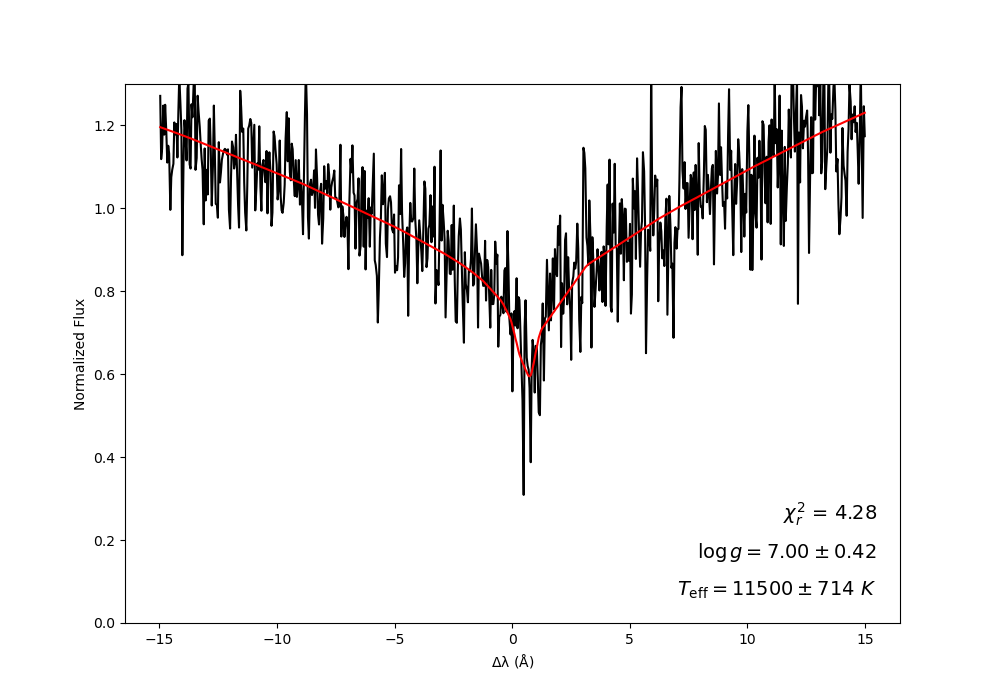 1.2
1.0
0.8
0.6
0.4
0.2
0.0
Normalized Flux
χ²ᵣ = 4.28
log g = 7.00 ± 0.42
T_eff = 11500 ± 714 K
−15 −10 −5 0 5 10 15
Δλ (Å)